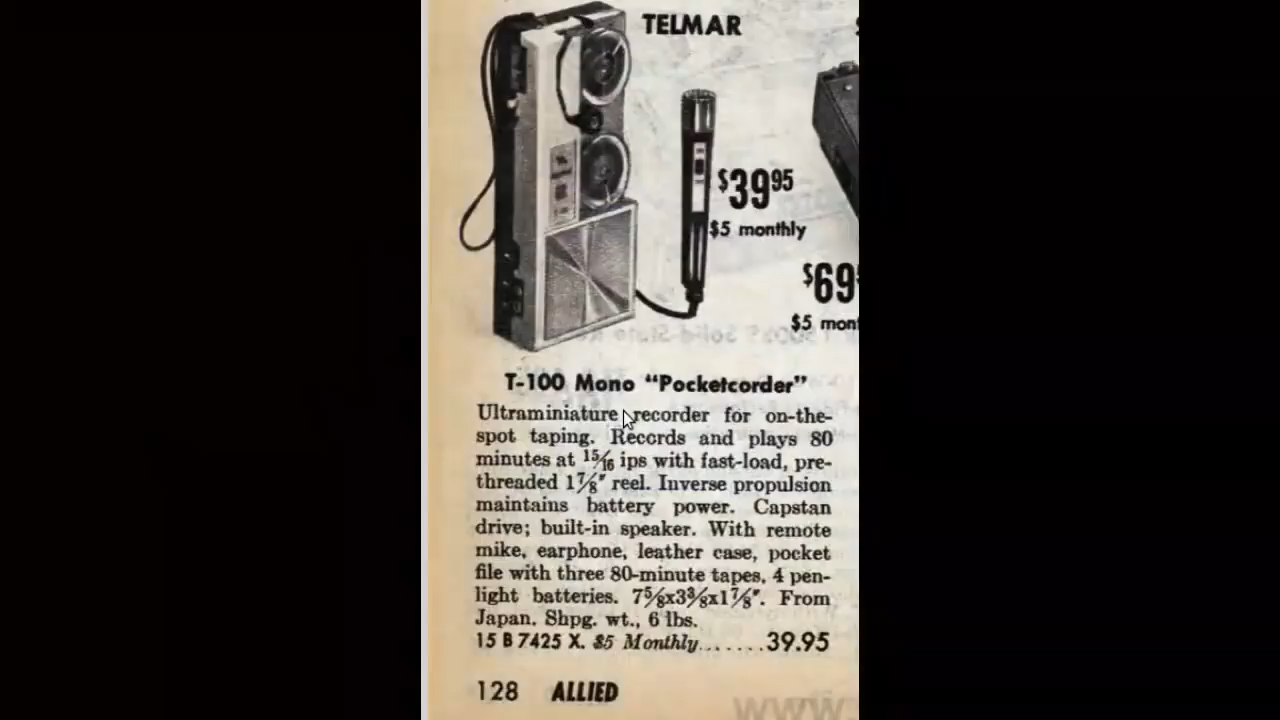 TELMAR
$39 95
$5 monthly
$69
$5 mont
T-100 Mono “Pocketcorder”
Ultraminiature recorder for on-the-
spot taping. Records and plays 80
minutes at 15/16 ips with fast-load, pre-
threaded 1⅞″ reel. Inverse propulsion
maintains battery power. Capstan
drive; built-in speaker. With remote
mike, earphone, leather case, pocket
file with three 80-minute tapes, 4 pen-
light batteries. 7⅝x3⅜x1⅞″. From
Japan. Shpg. wt., 6 lbs.
15 B 7425 X. $5 Monthly.......39.95
128 ALLIED